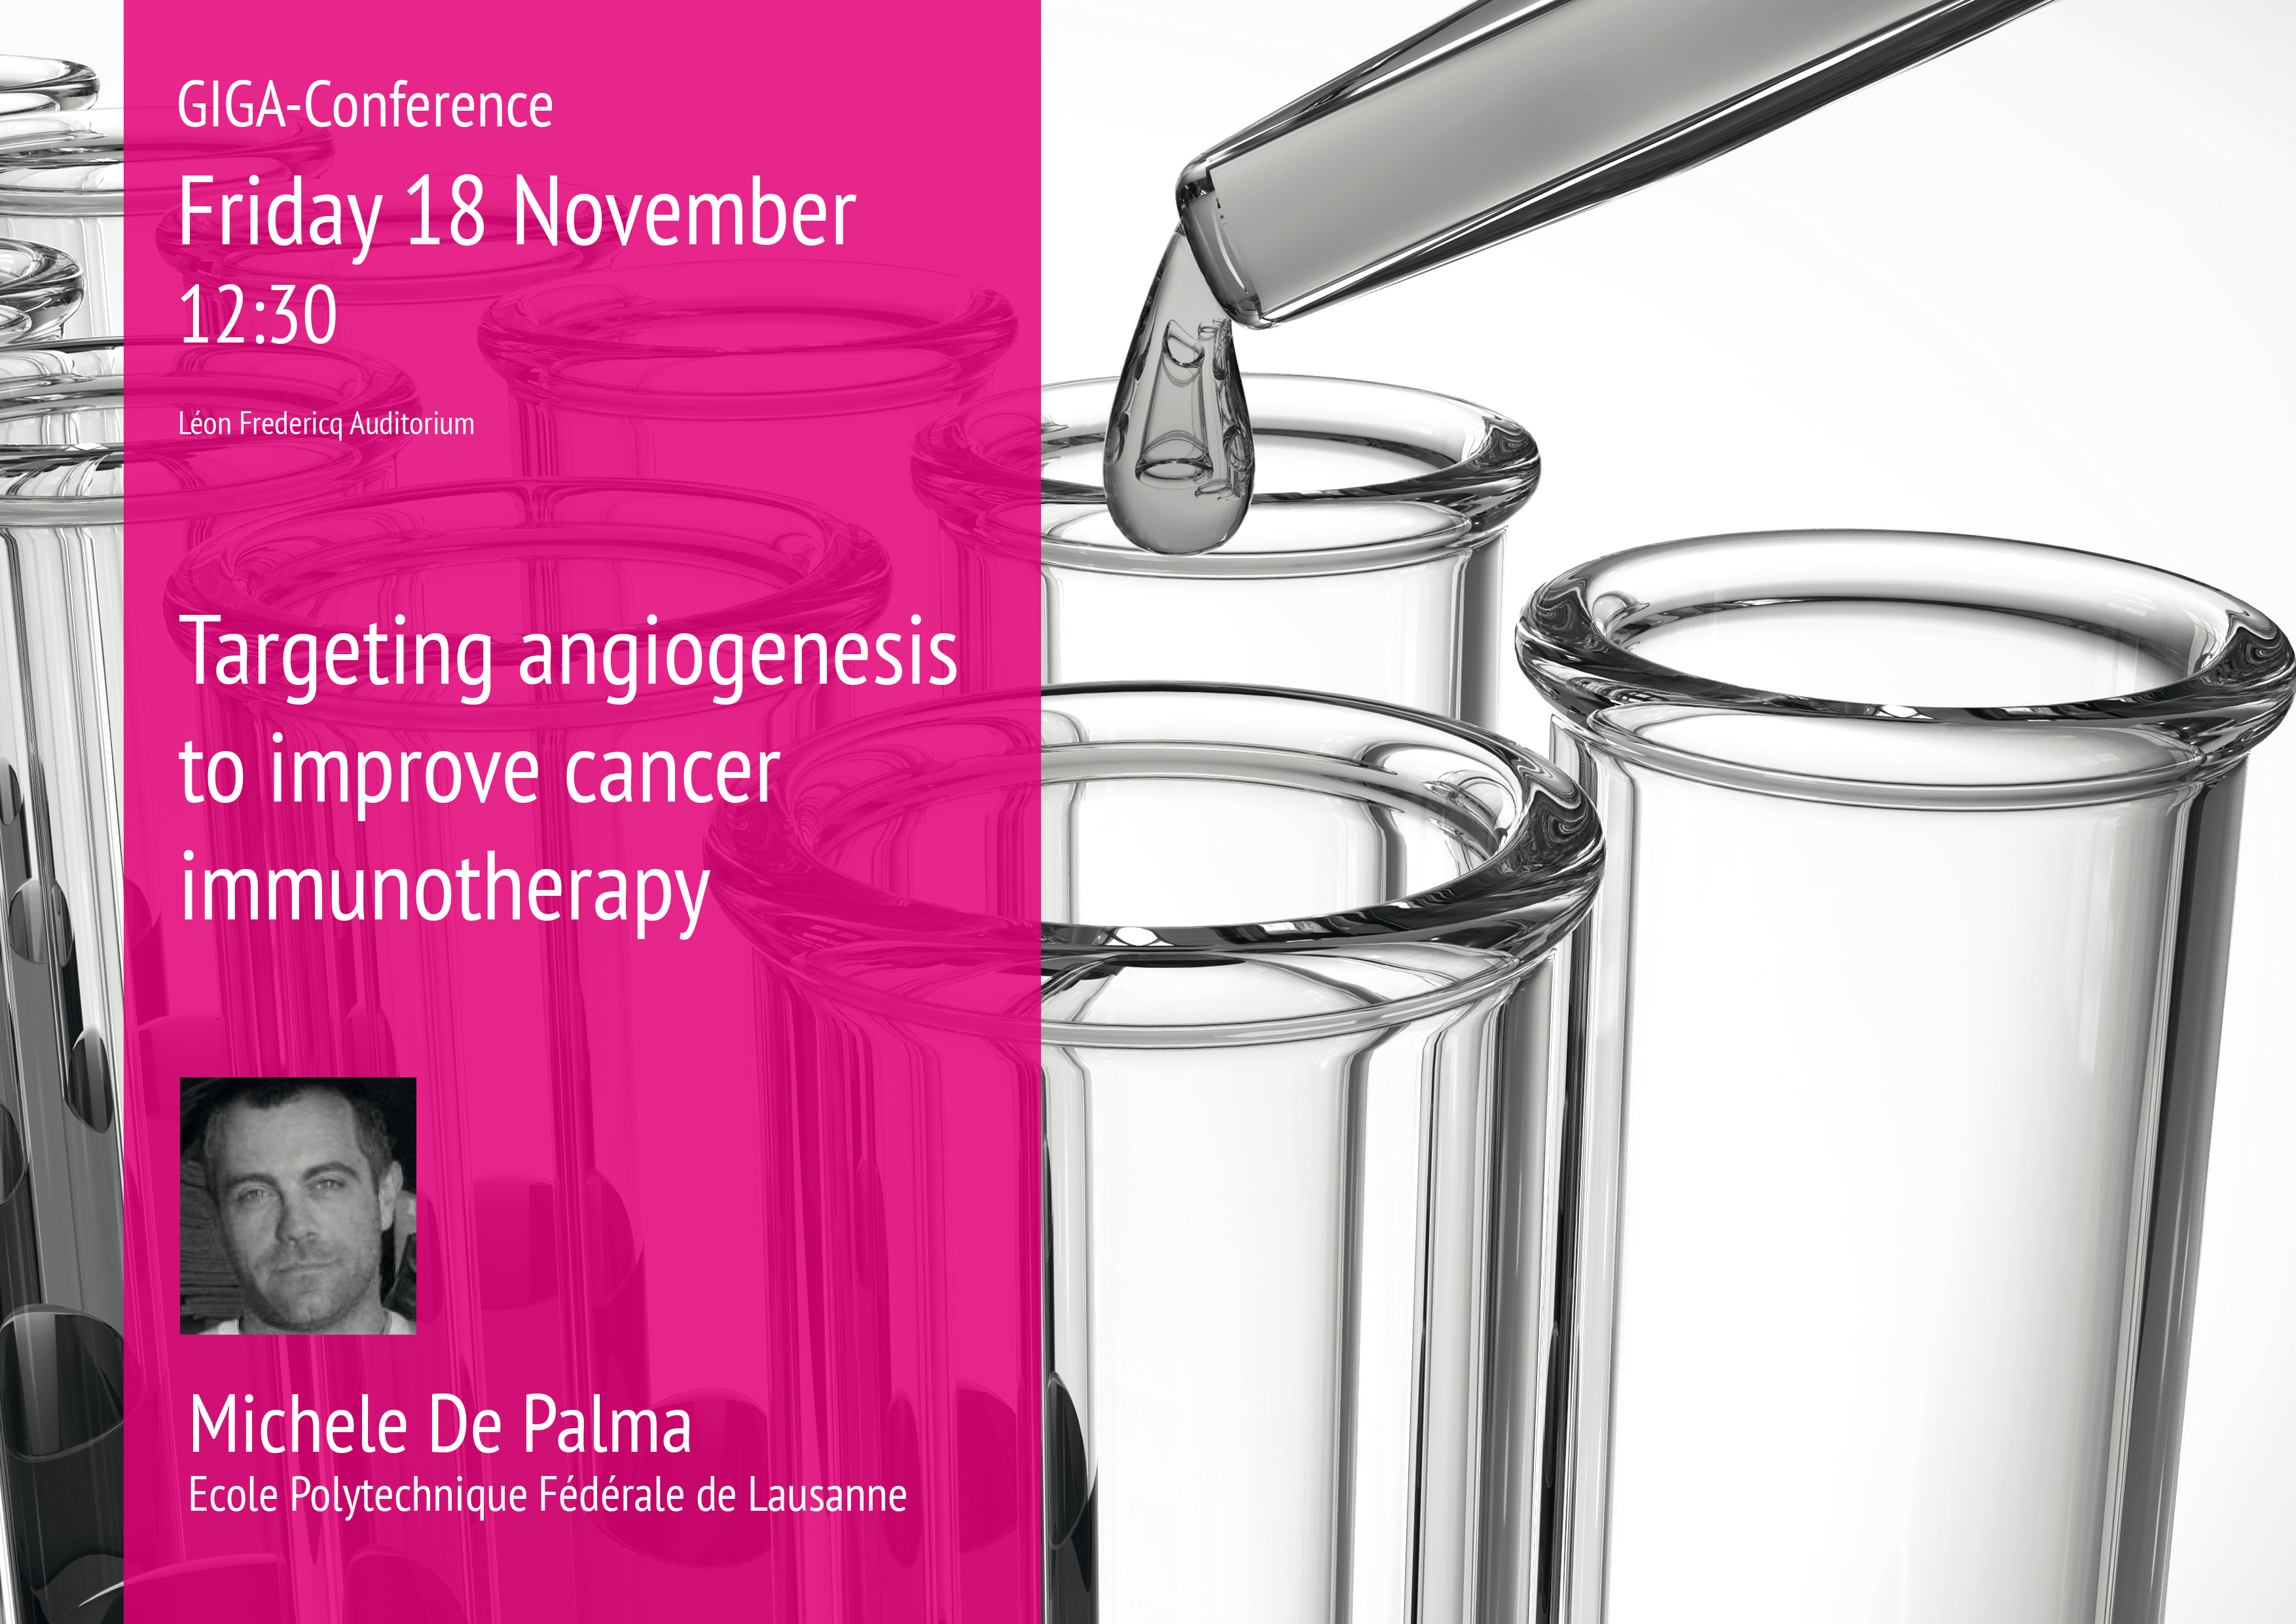 GIGA-Conference
Friday 18 November
12:30
Léon Fredericq Auditorium
Targeting angiogenesis
to improve cancer
immunotherapy
Michele De Palma
Ecole Polytechnique Fédérale de Lausanne